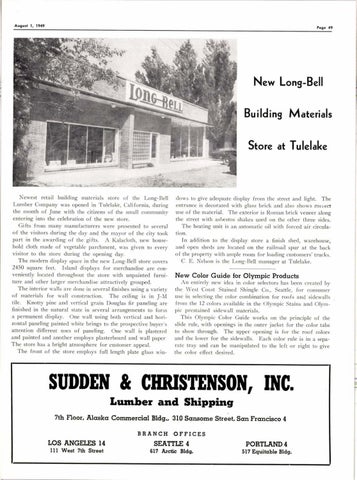 August 1, 1949
Page 49
LONG-BELL
New Long-Bell
Building Materials
Store at Tulelake
Newest retail building materials store of the Long-Bell
Lumber Company was opened in Tulelake, California, during
the month of June with the citizens of the small community
entering into the celebration of the new store.
Gifts from many manufacturers were presented to several
of the visitors during the day and the mayor of the city took
part in the awarding of the gifts. A Kalacloth, new house-
hold cloth made of vegetable parchment, was given to every
visitor to the store during the opening day.
The modern display space in the new Long-Bell store covers
2450 square feet. Island displays for merchandise are con-
veniently located throughout the store with unpainted furni-
ture and other larger merchandise attractively grouped.
The interior walls are done in several finishes using a variety
of materials for wall construction. The ceiling is in J-M
tile. Knotty pine and vertical grain Douglas fir paneling are
finished in the natural state in several arrangements to form
a permanent display. One wall using both vertical and hori-
zontal paneling painted white brings to the prospective buyer's
attention different uses of paneling. One wall is plastered
and painted and another employs plasterboard and wall paper.
The store has a bright atmosphere for customer appeal.
The front of the store employs full length plate glass win-
dows to give adequate display from the street and light. The
entrance is decorated with glass brick and also shows expert
use of the material. The exterior is Roman brick veneer along
the street with asbestos shakes used on the other three sides.
The heating unit is an automatic oil with forced air circula-
tion.
In addition to the display store a finish shed, warehouse,
and open sheds are located on the railroad spur at the back
of the property with ample room for loading customers' trucks.
C. E. Nelson is the Long-Bell manager at Tulelake.
New Color Guide for Olympic Products
An entirely new idea in color selectors has been created by
the West Coast Stained Shingle Co., Seattle, for consumer
use in selecting the color combination for roofs and sidewalls
from the 12 colors available in the Olympic Stains and Olym-
pic prestained sidewall materials.
This Olympic Color Guide works on the principle of the
slide rule, with openings in the outer jacket for the color tabs
to show through. The upper opening is for the roof colors
and the lower for the sidewalls. Each color rule is in a sepa-
rate tray and can be manipulated to the left or right to give
the color effect desired.
SUDDEN & CHRISTENSON, INC.
Lumber and Shipping
7th Floor, Alaska Commercial Bldg., 310 Sansome Street, San Francisco 4
BRANCH OFFICES
LOS ANGELES 14
111 West 7th Street
SEATTLE 4
617 Arctic Bldg.
PORTLAND 4
517 Equitable Bldg.